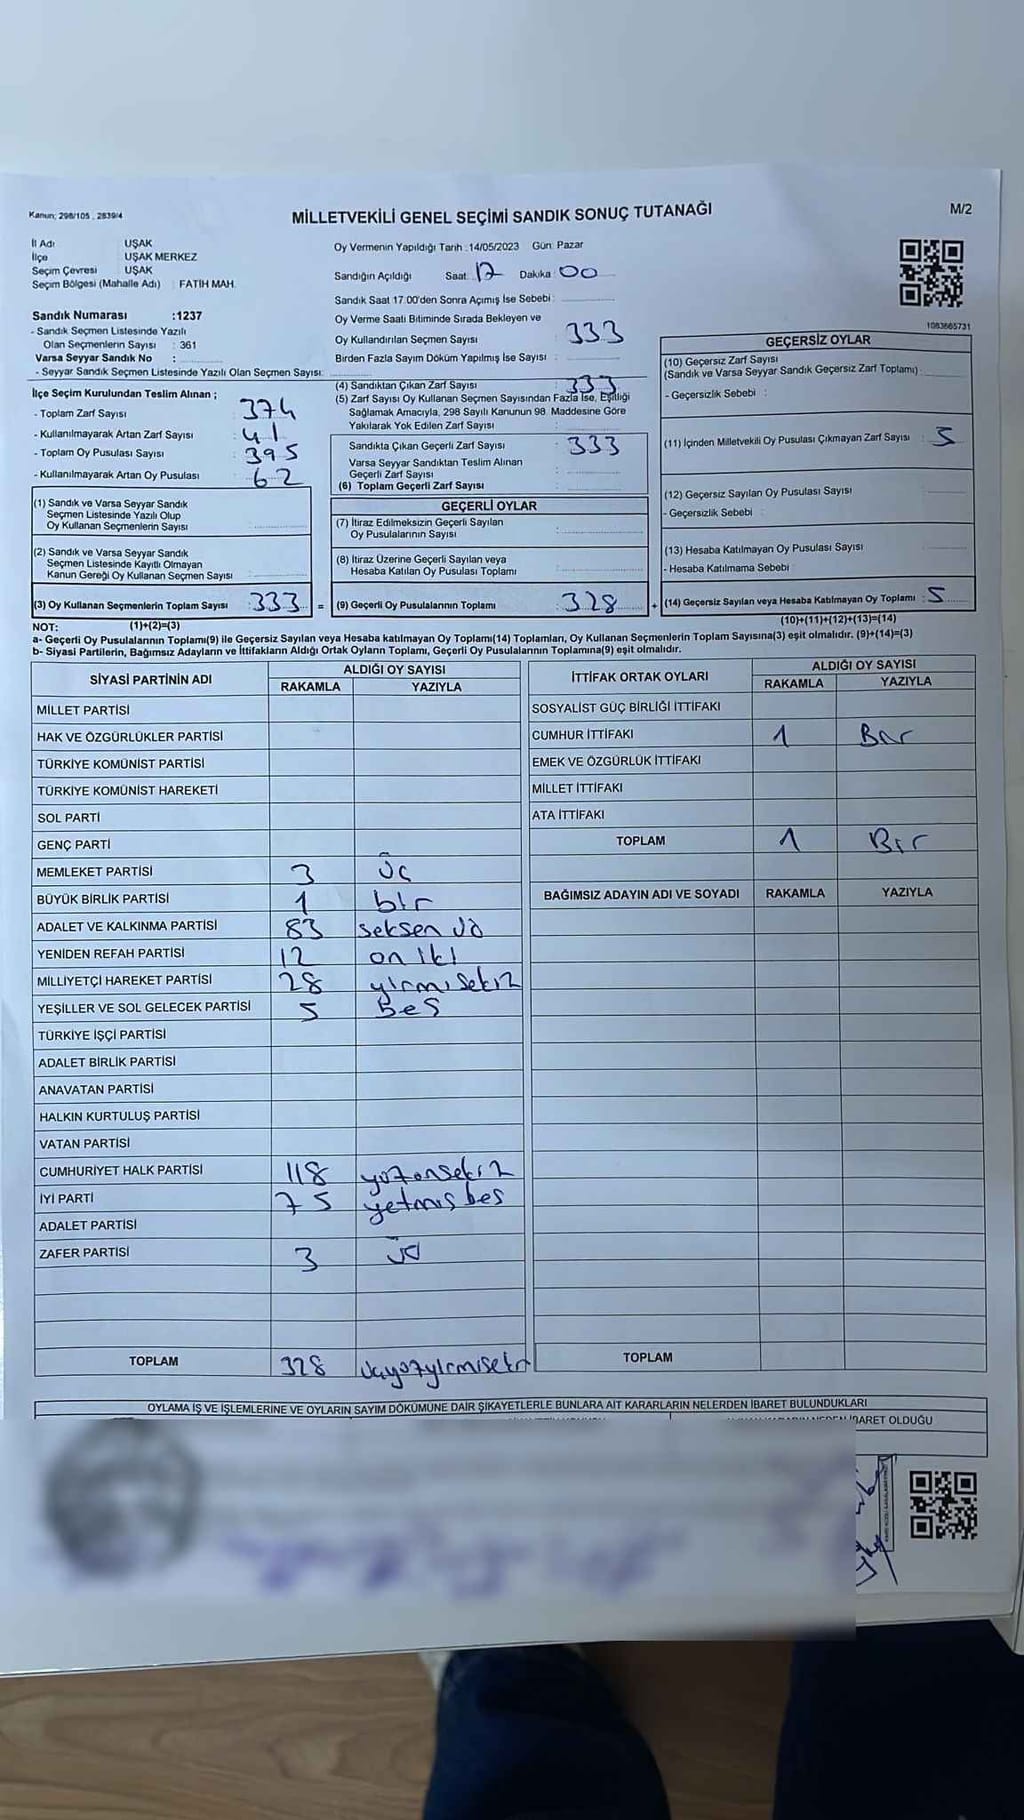 Kanun; 298/105 , 2839/4
MİLLETVEKİLİ GENEL SEÇİMİ SANDIK SONUÇ TUTANAĞI
M/2
İl Adı UŞAK
İlçe UŞAK MERKEZ
Seçim Çevresi UŞAK
Seçim Bölgesi (Mahalle Adı) : FATİH MAH.
Sandık Numarası :1237
- Sandık Seçmen Listesinde Yazılı
Olan Seçmenlerin Sayısı : 361
Varsa Seyyar Sandık No :
- Seyyar Sandık Seçmen Listesinde Yazılı Olan Seçmen Sayısı:
Oy Vermenin Yapıldığı Tarih :14/05/2023 Gün: Pazar
Sandığın Açıldığı Saat: 17 Dakika: 00
Sandık Saat 17.00'den Sonra Açımış İse Sebebi :
Oy Verme Saati Bitiminde Sırada Bekleyen ve
Oy Kullandırılan Seçmen Sayısı : 333
Birden Fazla Sayım Döküm Yapılmış İse Sayısı :
1083665731
İlçe Seçim Kurulundan Teslim Alınan ;
- Toplam Zarf Sayısı : 374
- Kullanılmayarak Artan Zarf Sayısı : 41
- Toplam Oy Pusulası Sayısı : 395
- Kullanılmayarak Artan Oy Pusulası : 62
(1) Sandık ve Varsa Seyyar Sandık
Seçmen Listesinde Yazılı Olup
Oy Kullanan Seçmenlerin Sayısı :
(2) Sandık ve Varsa Seyyar Sandık
Seçmen Listesinde Kayıtlı Olmayan
Kanun Gereği Oy Kullanan Seçmen Sayısı :
(3) Oy Kullanan Seçmenlerin Toplam Sayısı : 333 =
(1)+(2)=(3)
(4) Sandıktan Çıkan Zarf Sayısı : 333
(5) Zarf Sayısı Oy Kullanan Seçmen Sayısından Fazla İse, Eşitliği
Sağlamak Amacıyla, 298 Sayılı Kanunun 98. Maddesine Göre
Yakılarak Yok Edilen Zarf Sayısı :
Sandıkta Çıkan Geçerli Zarf Sayısı : 333
Varsa Seyyar Sandıktan Teslim Alınan
Geçerli Zarf Sayısı :
(6) Toplam Geçerli Zarf Sayısı :
GEÇERLİ OYLAR
(7) İtiraz Edilmeksizin Geçerli Sayılan
Oy Pusulalarının Sayısı :
(8) İtiraz Üzerine Geçerli Sayılan veya
Hesaba Katılan Oy Pusulası Toplamı :
(9) Geçerli Oy Pusulalarının Toplamı : 328 +
GEÇERSİZ OYLAR
(10) Geçersiz Zarf Sayısı
(Sandık ve Varsa Seyyar Sandık Geçersiz Zarf Toplamı) :
- Geçersizlik Sebebi :
(11) İçinden Milletvekili Oy Pusulası Çıkmayan Zarf Sayısı : 5
(12) Geçersiz Sayılan Oy Pusulası Sayısı :
- Geçersizlik Sebebi :
(13) Hesaba Katılmayan Oy Pusulası Sayısı :
- Hesaba Katılmama Sebebi :
(14) Geçersiz Sayılan veya Hesaba Katılmayan Oy Toplamı : 5
(10)+(11)+(12)+(13)=(14)
NOT:
a- Geçerli Oy Pusulalarının Toplamı(9) ile Geçersiz Sayılan veya Hesaba katılmayan Oy Toplamı(14) Toplamları, Oy Kullanan Seçmenlerin Toplam Sayısına(3) eşit olmalıdır. (9)+(14)=(3)
b- Siyasi Partilerin, Bağımsız Adayların ve İttifakların Aldığı Ortak Oyların Toplamı, Geçerli Oy Pusulalarının Toplamına(9) eşit olmalıdır.
SİYASİ PARTİNİN ADI ALDIĞI OY SAYISI
RAKAMLA YAZIYLA
MİLLET PARTİSİ
HAK VE ÖZGÜRLÜKLER PARTİSİ
TÜRKİYE KOMÜNİST PARTİSİ
TÜRKİYE KOMÜNİST HAREKETİ
SOL PARTİ
GENÇ PARTİ
MEMLEKET PARTİSİ 3 Üç
BÜYÜK BİRLİK PARTİSİ 1 bir
ADALET VE KALKINMA PARTİSİ 83 seksen üç
YENİDEN REFAH PARTİSİ 12 on iki
MİLLİYETÇİ HAREKET PARTİSİ 28 yirmi sekiz
YEŞİLLER VE SOL GELECEK PARTİSİ 5 Beş
TÜRKİYE İŞÇİ PARTİSİ
ADALET BİRLİK PARTİSİ
ANAVATAN PARTİSİ
HALKIN KURTULUŞ PARTİSİ
VATAN PARTİSİ
CUMHURİYET HALK PARTİSİ 118 yüzonsekiz
İYİ PARTİ 75 yetmiş beş
ADALET PARTİSİ
ZAFER PARTİSİ 3 üç
TOPLAM 328 üçyüzyirmisekiz
İTTİFAK ORTAK OYLARI ALDIĞI OY SAYISI
RAKAMLA YAZIYLA
SOSYALİST GÜÇ BİRLİĞİ İTTİFAKI
CUMHUR İTTİFAKI 1 Bir
EMEK VE ÖZGÜRLÜK İTTİFAKI
MİLLET İTTİFAKI
ATA İTTİFAKI
TOPLAM 1 Bir
BAĞIMSIZ ADAYIN ADI VE SOYADI RAKAMLA YAZIYLA
TOPLAM
OYLAMA İŞ VE İŞLEMLERİNE VE OYLARIN SAYIM DÖKÜMÜNE DAİR ŞİKAYETLERLE BUNLARA AİT KARARLARIN NELERDEN İBARET BULUNDUKLARI
İBARET OLDUĞU